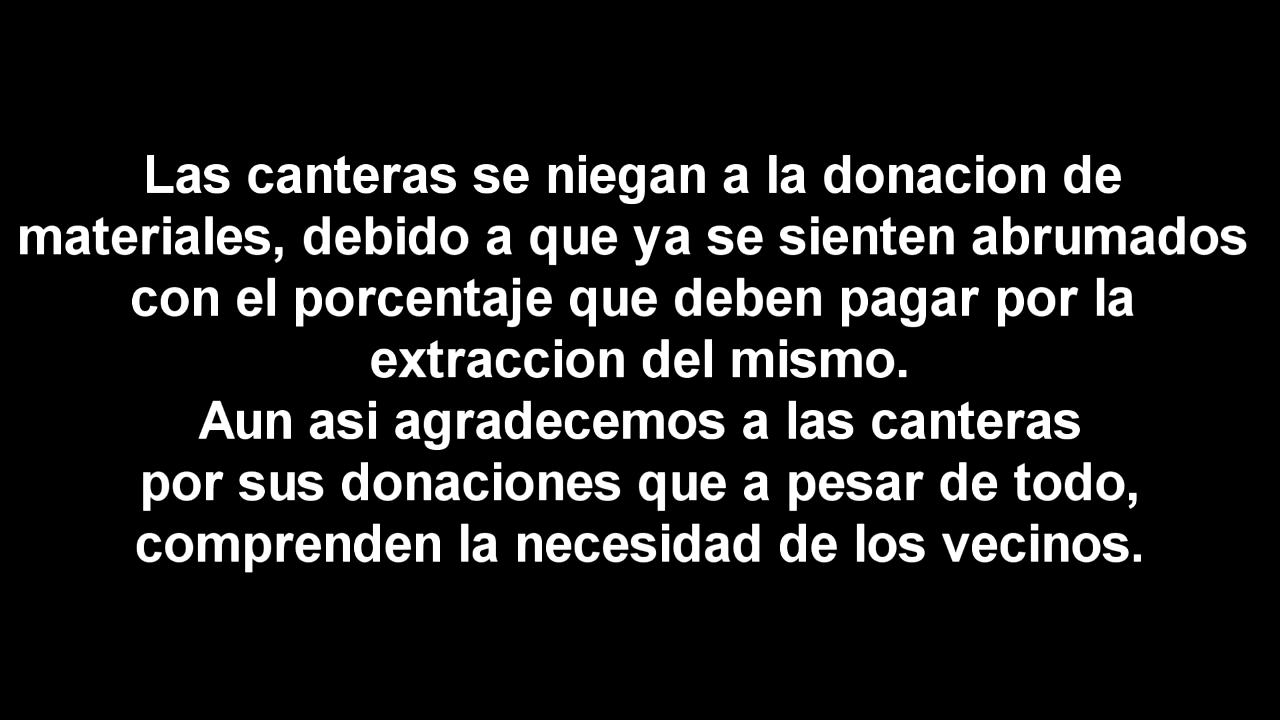 Las canteras se niegan a la donacion de
materiales, debido a que ya se sienten abrumados
con el porcentaje que deben pagar por la
extraccion del mismo.
Aun asi agradecemos a las canteras
por sus donaciones que a pesar de todo,
comprenden la necesidad de los vecinos.